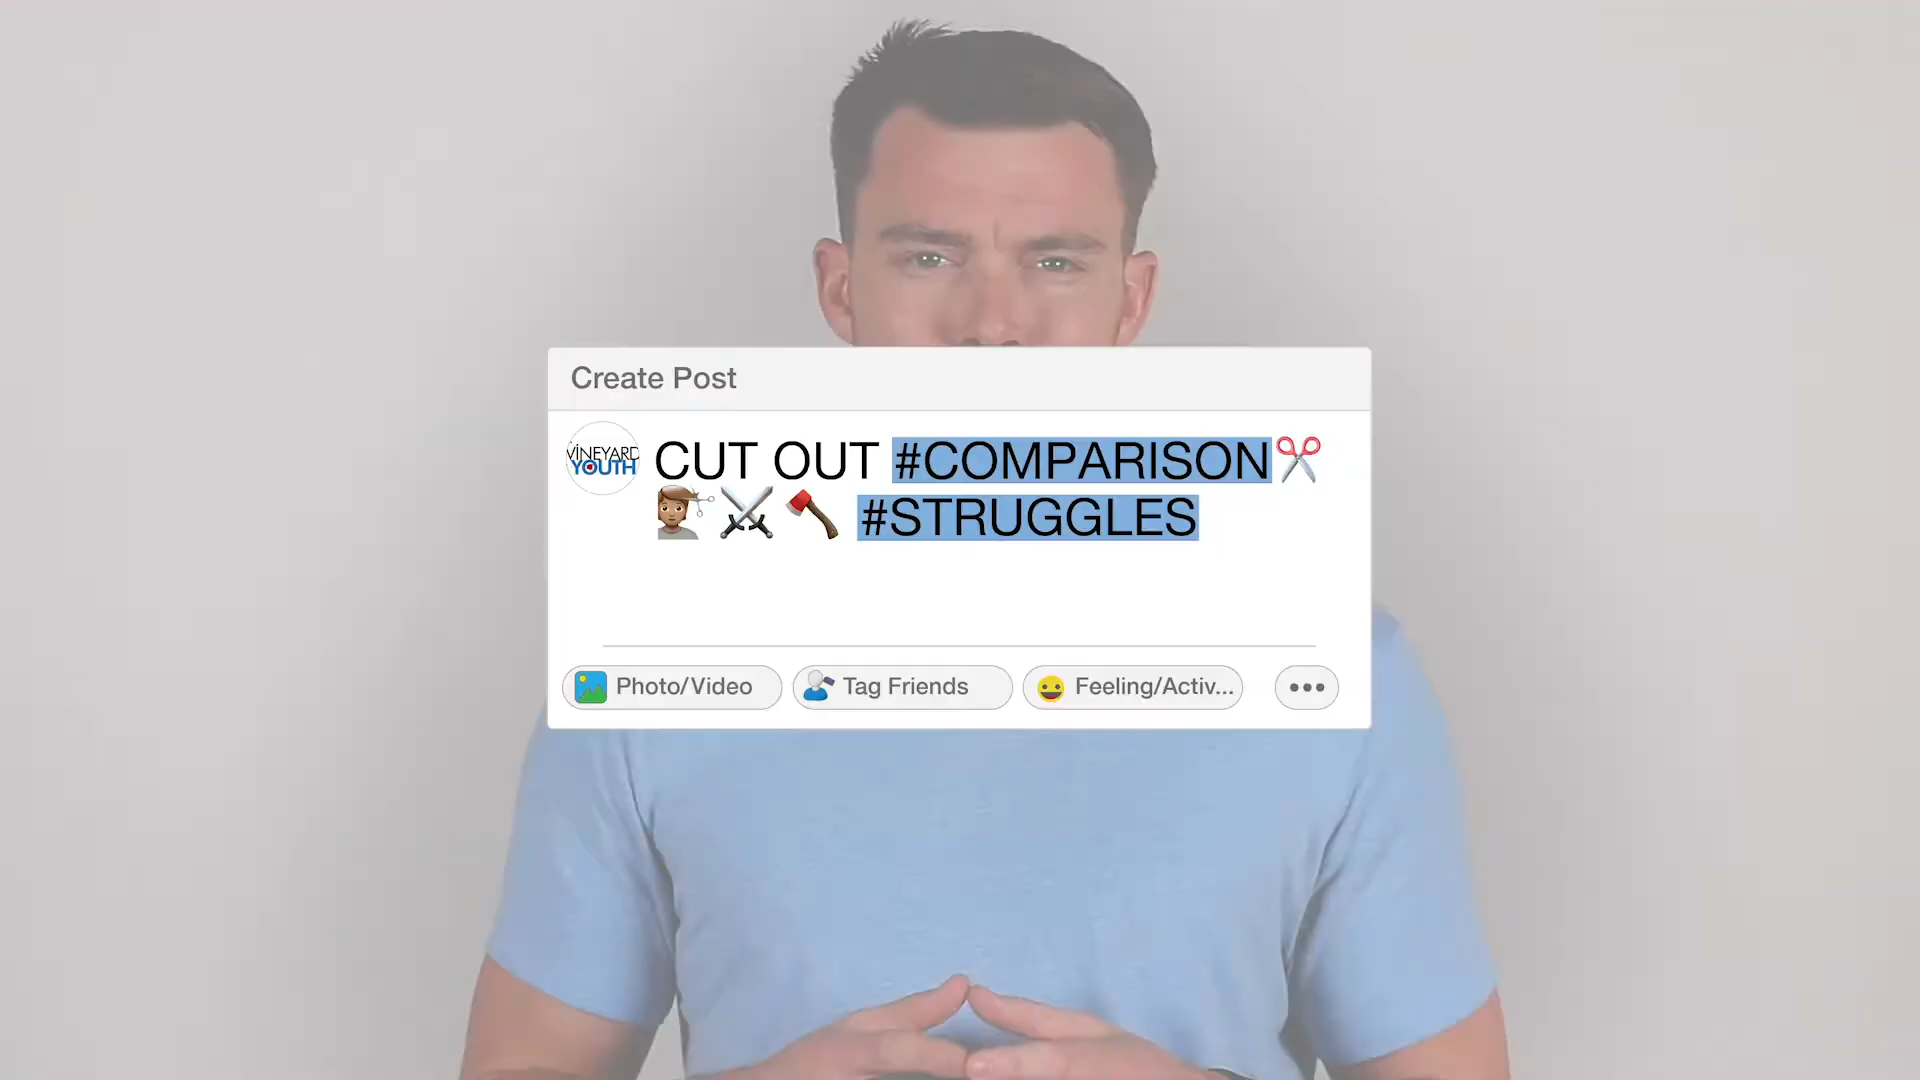 Create Post
VINEYARD
YOUTH
CUT OUT #COMPARISON✂️
💇🏽⚔️🪓 #STRUGGLES
Photo/Video
Tag Friends
Feeling/Activ...